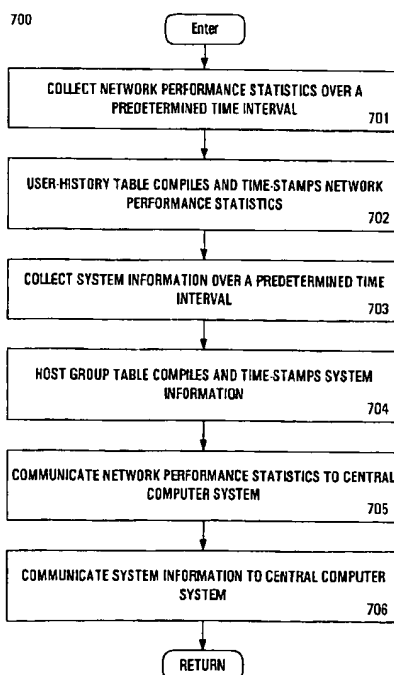 700
Enter
COLLECT NETWORK PERFORMANCE STATISTICS OVER A
PREDETERMINED TIME INTERVAL
701
USER-HISTORY TABLE COMPILES AND TIME-STAMPS NETWORK
PERFORMANCE STATISTICS
702
COLLECT SYSTEM INFORMATION OVER A PREDETERMINED TIME
INTERVAL
703
HOST GROUP TABLE COMPILES AND TIME-STAMPS SYSTEM
INFORMATION
704
COMMUNICATE NETWORK PERFORMANCE STATISTICS TO CENTRAL
COMPUTER SYSTEM
705
COMMUNICATE SYSTEM INFORMATION TO CENTRAL COMPUTER
SYSTEM
706
RETURN